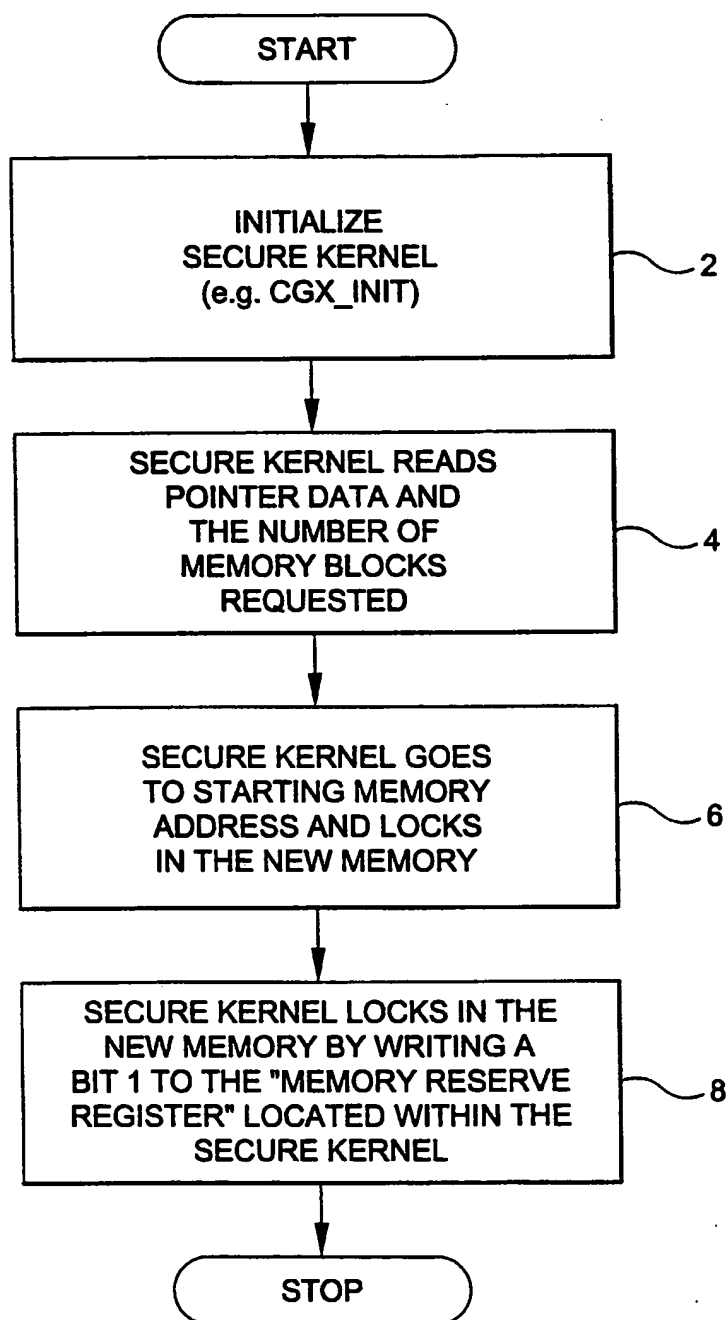 START
INITIALIZE
SECURE KERNEL
(e.g. CGX_INIT)
2
SECURE KERNEL READS
POINTER DATA AND
THE NUMBER OF
MEMORY BLOCKS
REQUESTED
4
SECURE KERNEL GOES
TO STARTING MEMORY
ADDRESS AND LOCKS
IN THE NEW MEMORY
6
SECURE KERNEL LOCKS IN THE
NEW MEMORY BY WRITING A
BIT 1 TO THE "MEMORY RESERVE
REGISTER" LOCATED WITHIN THE
SECURE KERNEL
8
STOP